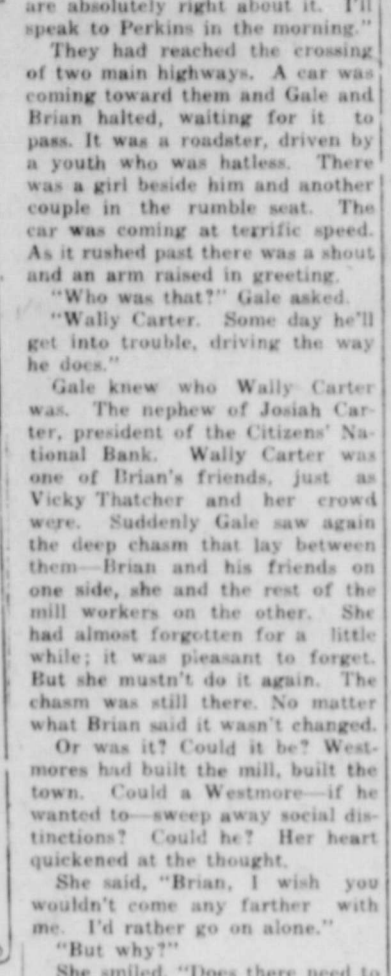 are absolutely right about it. I'll
speak to Perkins in the morning."
They had reached the crossing
of two main highways. A car was
coming toward them and Gale and
Brian halted, waiting for it to
pass. It was a roadster, driven by
a youth who was hatless. There
was a girl beside him and another
couple in the rumble seat. The
car was coming at terrific speed.
As it rushed past there was a shout
and an arm raised in greeting.
"Who was that?" Gale asked.
"Wally Carter. Some day he'll
get into trouble, driving the way
he does."
Gale knew who Wally Carter
was. The nephew of Josiah Car-
ter, president of the Citizens' Na-
tional Bank. Wally Carter was
one of Brian's friends, just as
Vicky Thatcher and her crowd
were. Suddenly Gale saw again
the deep chasm that lay between
them—Brian and his friends on
one side, she and the rest of the
mill workers on the other. She
had almost forgotten for a little
while; it was pleasant to forget.
But she mustn't do it again. The
chasm was still there. No matter
what Brian said it wasn't changed.
Or was it? Could it be? West-
mores had built the mill, built the
town. Could a Westmore—if he
wanted to—sweep away social dis-
tinctions? Could he? Her heart
quickened at the thought.
She said, "Brian, I wish you
wouldn't come any farther with
me. I'd rather go on alone."
"But why?"
She smiled. "Does there need to